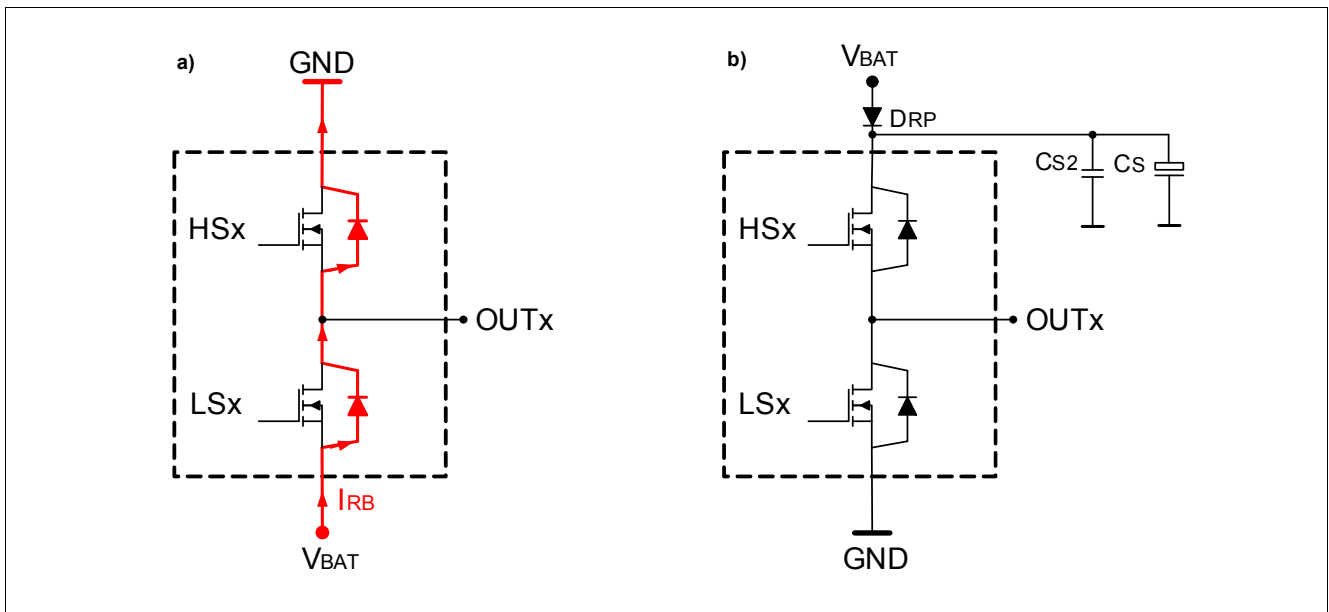 a)
GND
HSx
OUTx
LSx
IRB
VBAT
b)
VBAT
DRP
CS2
CS
HSx
OUTx
LSx
GND